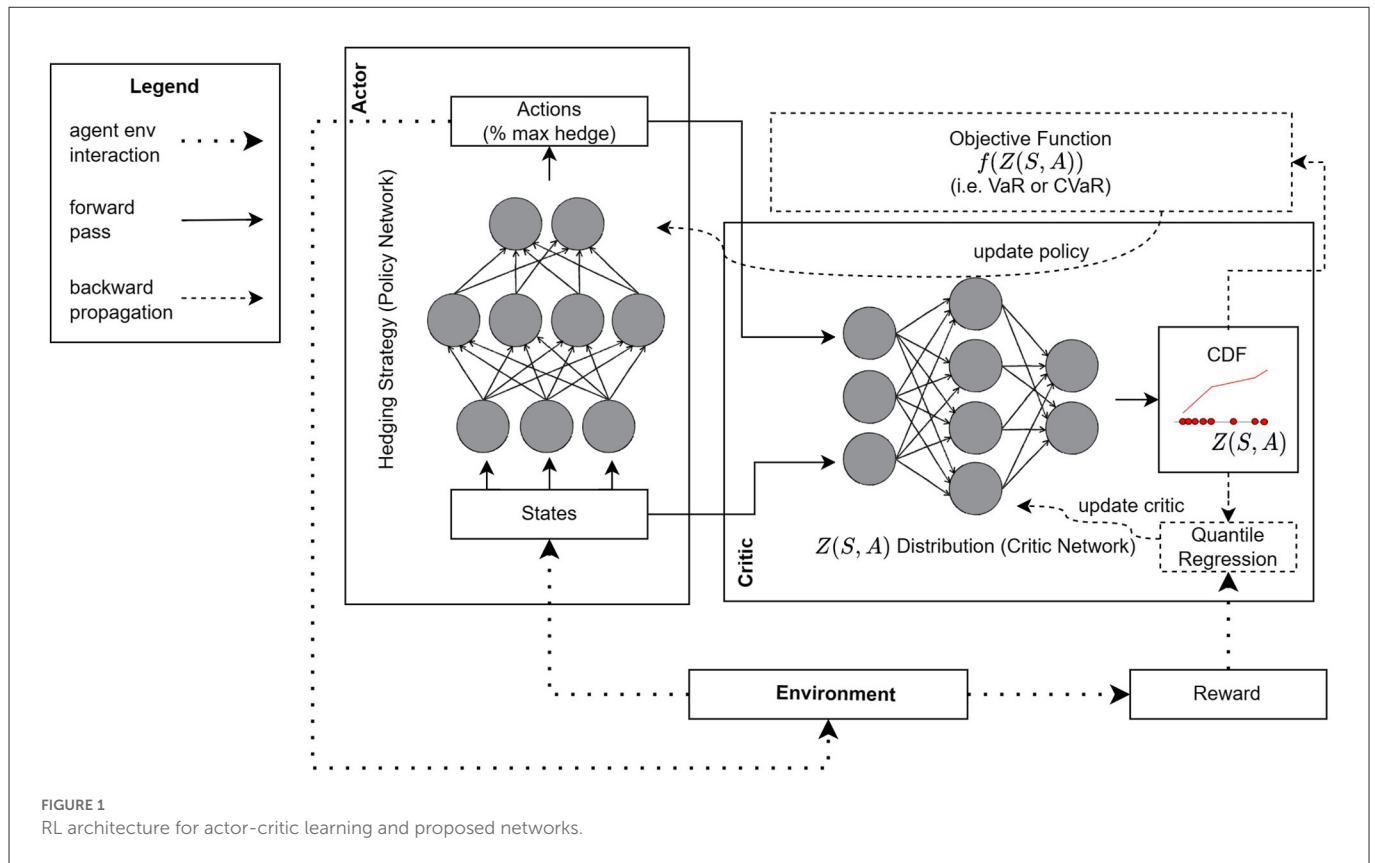 Legend
agent env
interaction
forward
pass
backward
propagation
Actor
Hedging Strategy (Policy Network)
Actions
(% max hedge)
States
Objective Function
f(Z(S, A))
(i.e. VaR or CVaR)
update policy
Critic
CDF
Z(S, A)
update critic
Z(S, A) Distribution (Critic Network)
Quantile
Regression
Environment
Reward
FIGURE 1
RL architecture for actor-critic learning and proposed networks.